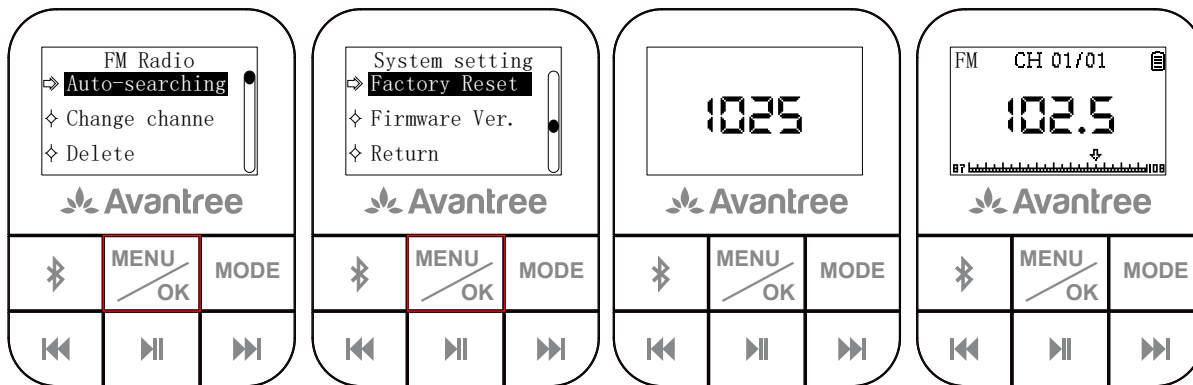 FM Radio
Auto-searching
Change channe
Delete
Avantree
MENU
OK
MODE
System setting
Factory Reset
Firmware Ver.
Return
Avantree
MENU
OK
MODE
1025
Avantree
MENU
OK
MODE
FM CH 01/01
102.5
87 108
Avantree
MENU
OK
MODE